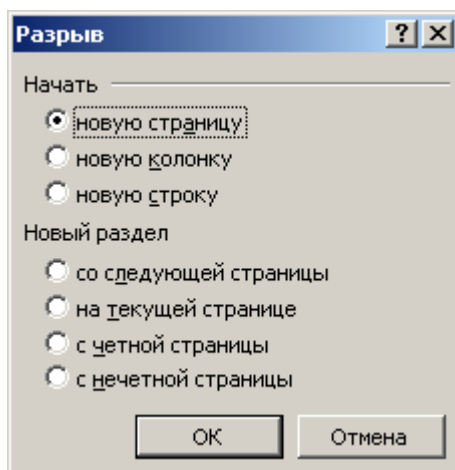 Разрыв
Начать
новую страницу
новую колонку
новую строку
Новый раздел
со следующей страницы
на текущей странице
с четной страницы
с нечетной страницы
ОК
Отмена